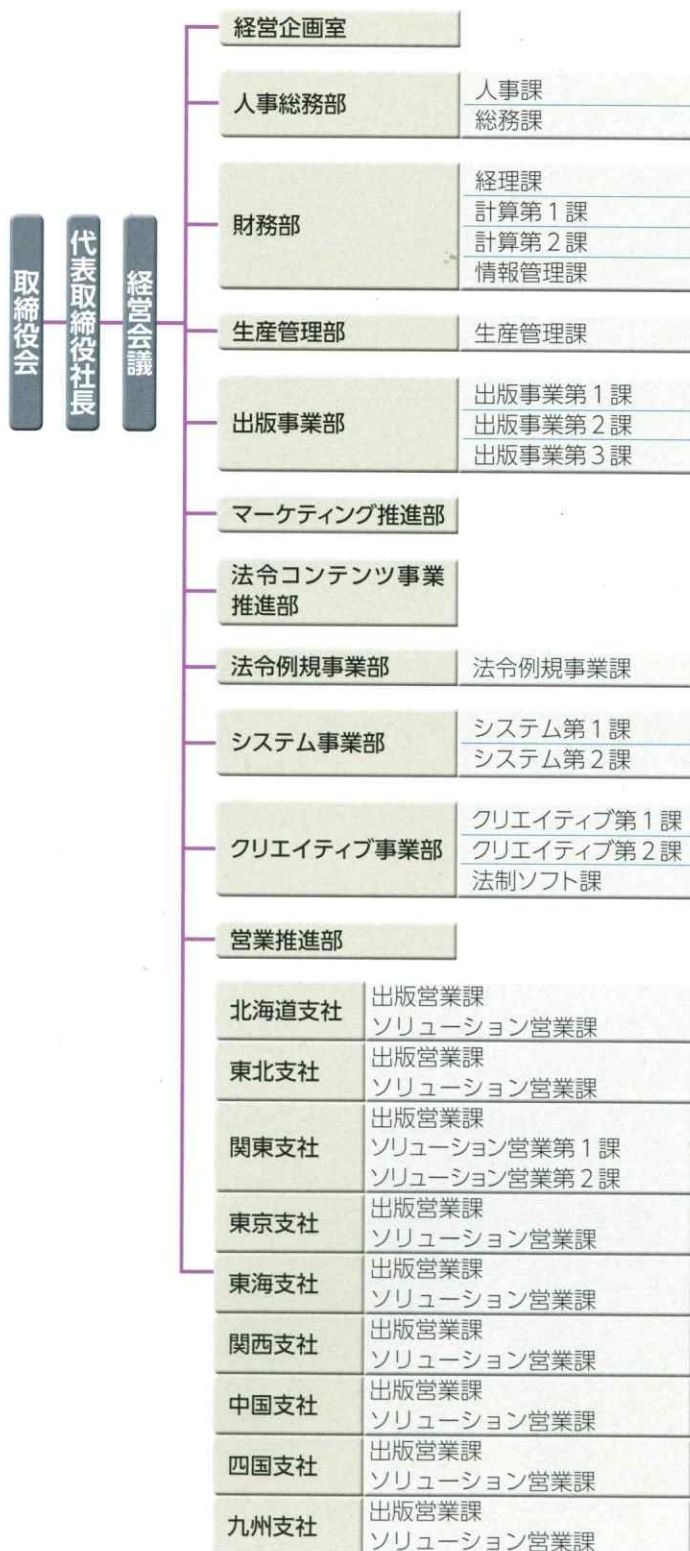 取締役会
代表取締役社長
経営会議
経営企画室
人事総務部
人事課
総務課
財務部
経理課
計算第1課
計算第2課
情報管理課
生産管理部
生産管理課
出版事業部
出版事業第1課
出版事業第2課
出版事業第3課
マーケティング推進部
法令コンテンツ事業
推進部
法令例規事業部
法令例規事業課
システム事業部
システム第1課
システム第2課
クリエイティブ事業部
クリエイティブ第1課
クリエイティブ第2課
法制ソフト課
営業推進部
北海道支社
出版営業課
ソリューション営業課
東北支社
出版営業課
ソリューション営業課
関東支社
出版営業課
ソリューション営業第1課
ソリューション営業第2課
東京支社
出版営業課
ソリューション営業課
東海支社
出版営業課
ソリューション営業課
関西支社
出版営業課
ソリューション営業課
中国支社
出版営業課
ソリューション営業課
四国支社
出版営業課
ソリューション営業課
九州支社
出版営業課
ソリューション営業課